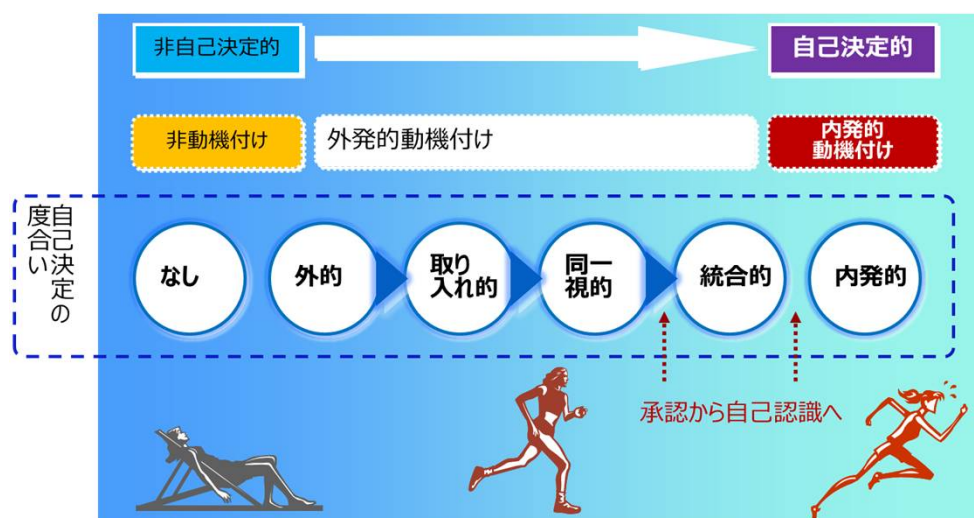 非自己決定的
自己決定的
非動機付け
外発的動機付け
内発的
動機付け
自己決定の
度合い
なし
外的
取り
入れ的
同一
視的
統合的
内発的
承認から自己認識へ